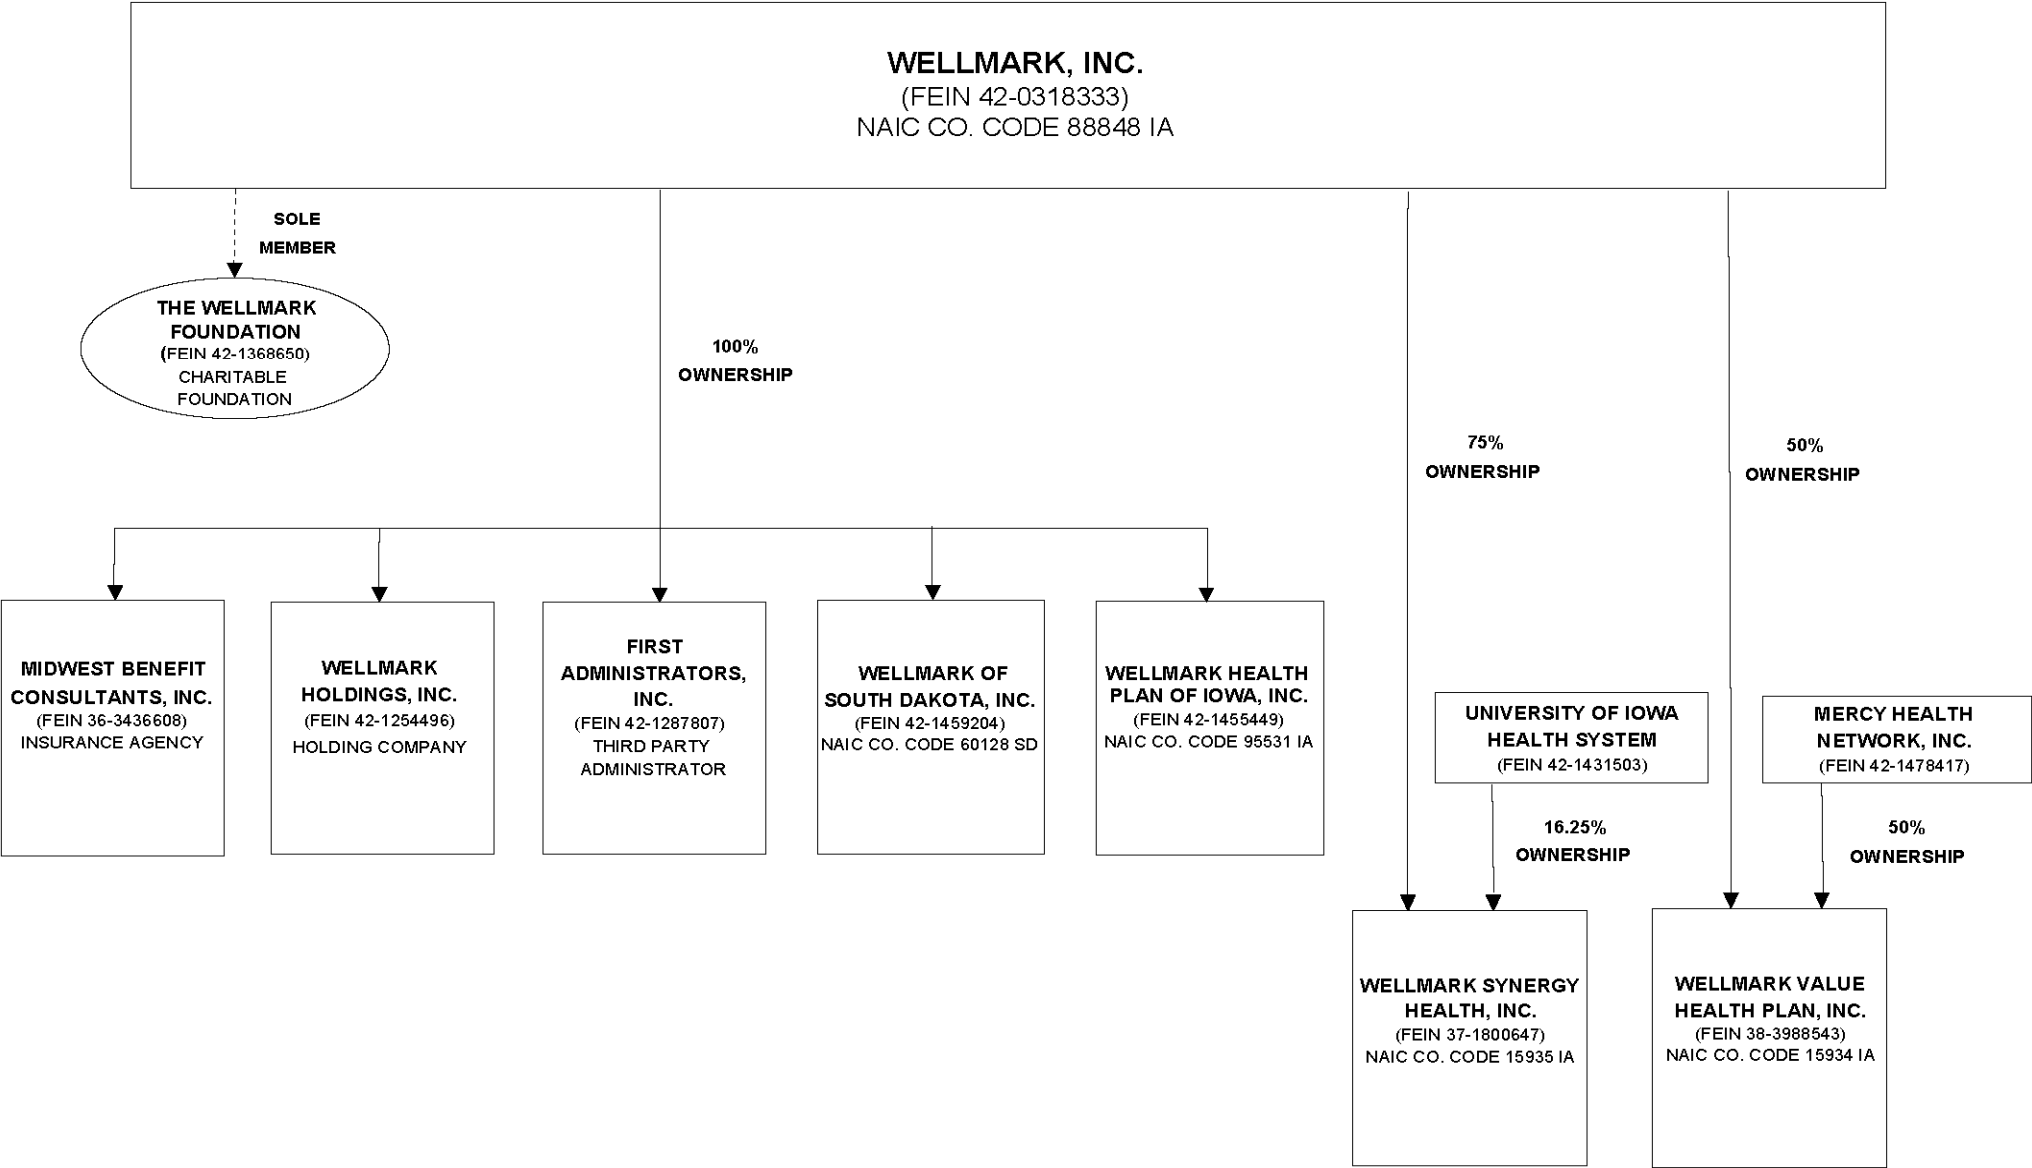 WELLMARK, INC.
(FEIN 42-0318333)
NAIC CO. CODE 88848 IA
SOLE
MEMBER
THE WELLMARK
FOUNDATION
(FEIN 42-1368650)
CHARITABLE
FOUNDATION
100%
OWNERSHIP
75%
OWNERSHIP
50%
OWNERSHIP
MIDWEST BENEFIT
CONSULTANTS, INC.
(FEIN 36-3436608)
INSURANCE AGENCY
WELLMARK
HOLDINGS, INC.
(FEIN 42-1254496)
HOLDING COMPANY
FIRST
ADMINISTRATORS,
INC.
(FEIN 42-1287807)
THIRD PARTY
ADMINISTRATOR
WELLMARK OF
SOUTH DAKOTA, INC.
(FEIN 42-1459204)
NAIC CO. CODE 60128 SD
WELLMARK HEALTH
PLAN OF IOWA, INC.
(FEIN 42-1455449)
NAIC CO. CODE 95531 IA
UNIVERSITY OF IOWA
HEALTH SYSTEM
(FEIN 42-1431503)
MERCY HEALTH
NETWORK, INC.
(FEIN 42-1478417)
16.25%
OWNERSHIP
50%
OWNERSHIP
WELLMARK SYNERGY
HEALTH, INC.
(FEIN 37-1800647)
NAIC CO. CODE 15935 IA
WELLMARK VALUE
HEALTH PLAN, INC.
(FEIN 38-3988543)
NAIC CO. CODE 15934 IA